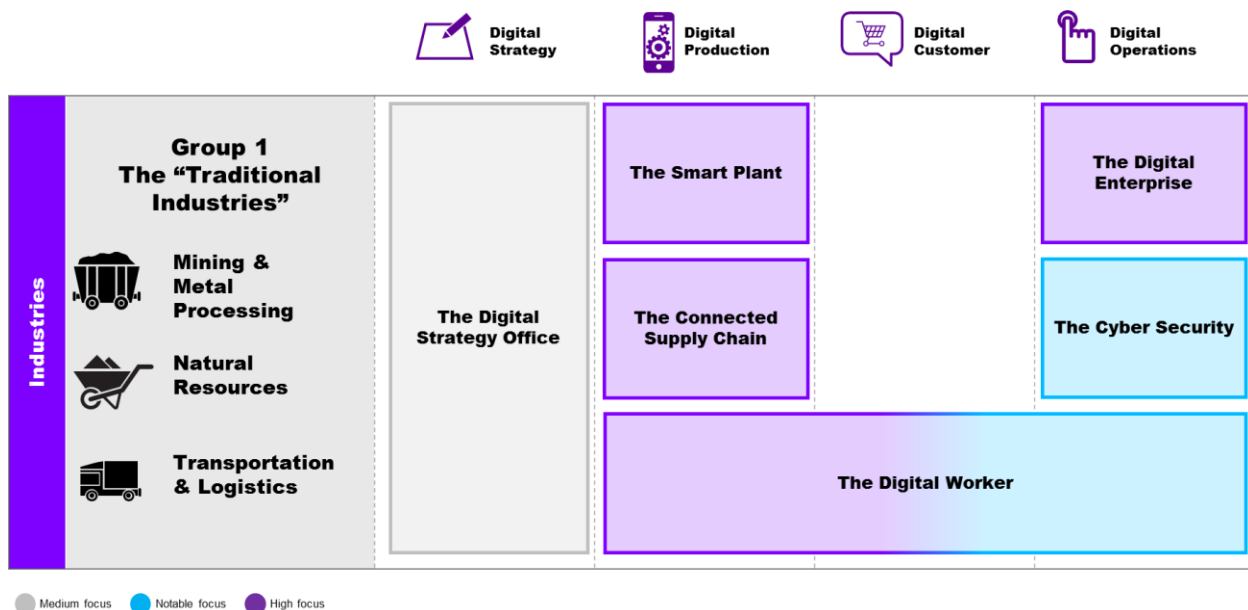 Digital
Strategy
Digital
Production
Digital
Customer
Digital
Operations
Industries
Group 1
The “Traditional
Industries”
Mining &
Metal
Processing
Natural
Resources
Transportation
& Logistics
The Digital
Strategy Office
The Smart Plant
The Connected
Supply Chain
The Digital
Enterprise
The Cyber Security
The Digital Worker
Medium focus
Notable focus
High focus